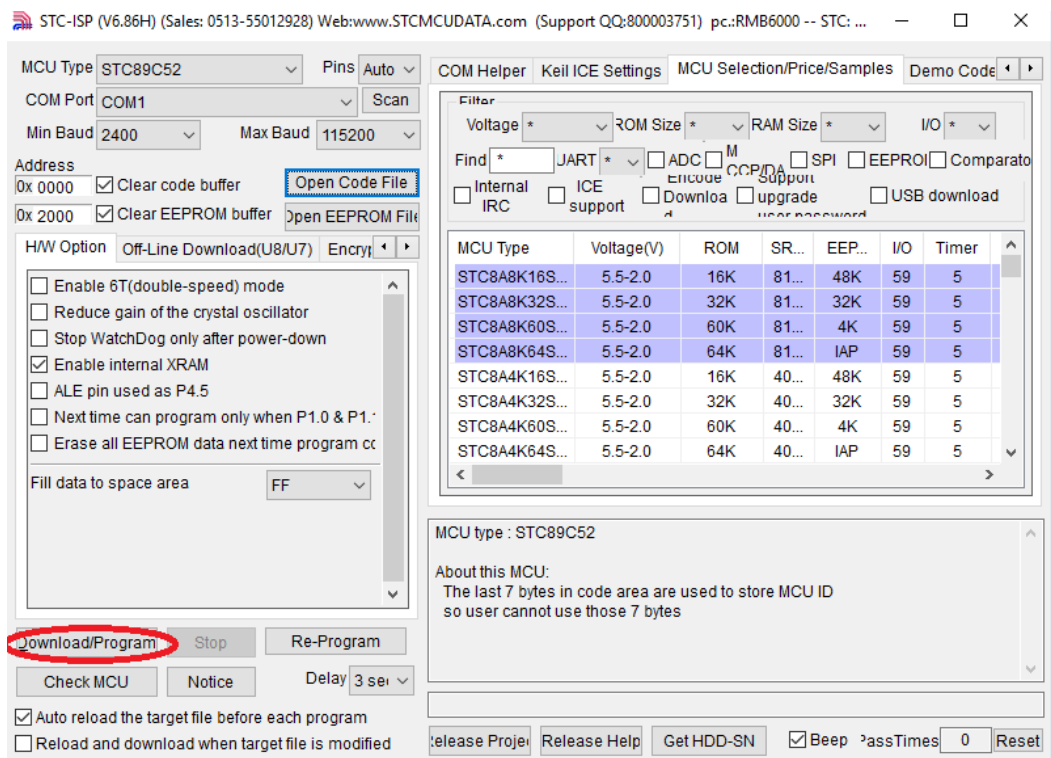 STC-ISP (V6.86H) (Sales: 0513-55012928) Web:www.STCMCUDATA.com (Support QQ:800003751) pc.:RMB6000 -- STC: ...
MCU Type STC89C52 Pins Auto
COM Port COM1 Scan
Min Baud 2400 Max Baud 115200
Address
0x 0000 Clear code buffer Open Code File
0x 2000 Clear EEPROM buffer Open EEPROM File
H/W Option Off-Line Download(U8/U7) Encryp
Enable 6T(double-speed) mode
Reduce gain of the crystal oscillator
Stop WatchDog only after power-down
Enable internal XRAM
ALE pin used as P4.5
Next time can program only when P1.0 & P1.
Erase all EEPROM data next time program cc
Fill data to space area FF
Download/Program Stop Re-Program
Check MCU Notice Delay 3 sec
Auto reload the target file before each program
Reload and download when target file is modified
COM Helper Keil ICE Settings MCU Selection/Price/Samples Demo Code
Filter
Voltage * ROM Size * RAM Size * I/O *
Find * UART * ADC M CCP/DA SPI EEPROI Comparato
Internal IRC ICE support Encode Downloa d Support upgrade user password USB download
MCU Type Voltage(V) ROM SR... EEP... I/O Timer
STC8A8K16S... 5.5-2.0 16K 81... 48K 59 5
STC8A8K32S... 5.5-2.0 32K 81... 32K 59 5
STC8A8K60S... 5.5-2.0 60K 81... 4K 59 5
STC8A8K64S... 5.5-2.0 64K 81... IAP 59 5
STC8A4K16S... 5.5-2.0 16K 40... 48K 59 5
STC8A4K32S... 5.5-2.0 32K 40... 32K 59 5
STC8A4K60S... 5.5-2.0 60K 40... 4K 59 5
STC8A4K64S... 5.5-2.0 64K 40... IAP 59 5
MCU type : STC89C52
About this MCU:
The last 7 bytes in code area are used to store MCU ID
so user cannot use those 7 bytes
Release Projec Release Help Get HDD-SN Beep PassTimes 0 Reset